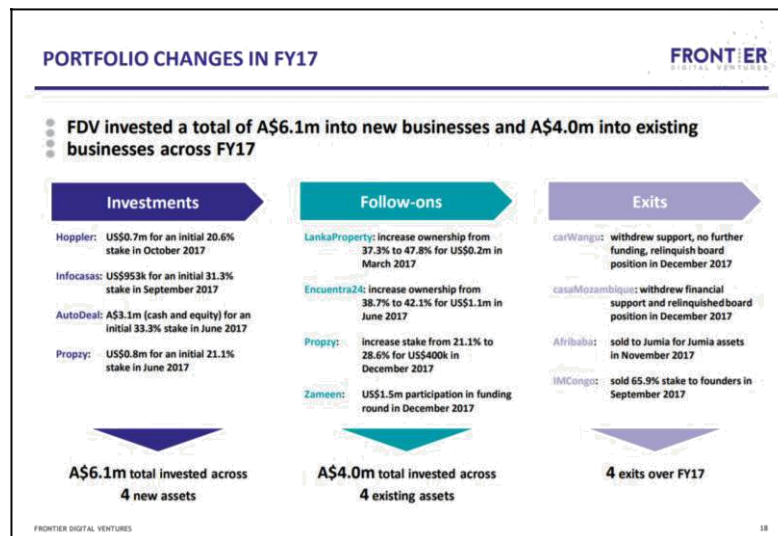 PORTFOLIO CHANGES IN FY17
FRONTIER
DIGITAL VENTURES
FDV invested a total of A$6.1m into new businesses and A$4.0m into existing
businesses across FY17
Investments
Hoppler: US$0.7m for an initial 20.6%
stake in October 2017
Infocasas: US$953k for an initial 31.3%
stake in September 2017
AutoDeal: A$3.1m (cash and equity) for an
initial 33.3% stake in June 2017
Propzy: US$0.8m for an initial 21.1%
stake in June 2017
A$6.1m total invested across
4 new assets
Follow-ons
LankaProperty: increase ownership from
37.3% to 47.8% for US$0.2m in
March 2017
Encuentra24: increase ownership from
38.7% to 42.1% for US$1.1m in
June 2017
Propzy: increase stake from 21.1% to
28.6% for US$400k in
December 2017
Zameen: US$1.5m participation in funding
round in December 2017
A$4.0m total invested across
4 existing assets
Exits
carWangu: withdrew support, no further
funding, relinquish board
position in December 2017
casaMozambique: withdrew financial
support and relinquished board
position in December 2017
Afribaba: sold to Jumia for Jumia assets
in November 2017
IMCongo: sold 65.9% stake to founders in
September 2017
4 exits over FY17
FRONTIER DIGITAL VENTURES
18